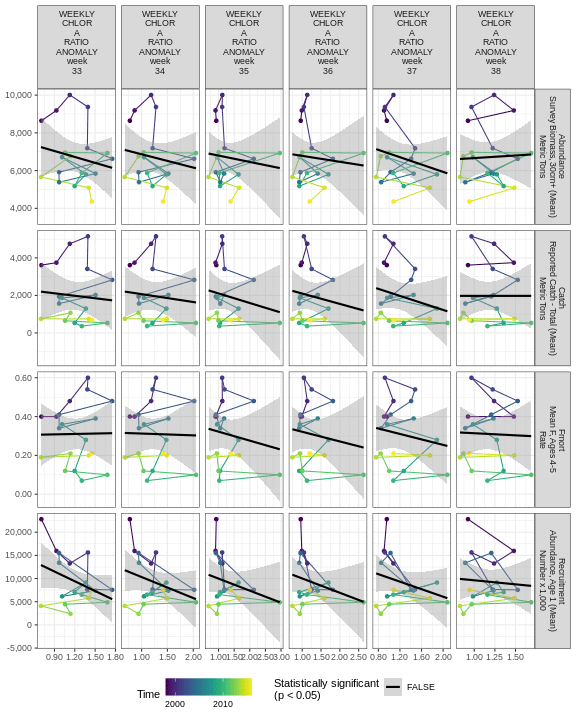 WEEKLY CHLOR A RATIO ANOMALY week 33
WEEKLY CHLOR A RATIO ANOMALY week 34
WEEKLY CHLOR A RATIO ANOMALY week 35
WEEKLY CHLOR A RATIO ANOMALY week 36
WEEKLY CHLOR A RATIO ANOMALY week 37
WEEKLY CHLOR A RATIO ANOMALY week 38
10,000
8,000
6,000
4,000
Abundance
Survey Biomass, 30cm+ (Mean)
Metric Tons
4,000
2,000
0
Catch
Reported Catch - Total (Mean)
Metric Tons
0.60
0.40
0.20
0.00
Fmort
Mean F, Ages 4-5
Rate
22,000
15,000
10,000
5,000
0
-5,000
Recruitment
Abundance, Age 1 (Mean)
Number x 1,000
0.90 1.20 1.50 1.80
1.00 1.50 2.00
1.00 1.50 2.00 2.50 3.00
1.00 1.50 2.00 2.50
0.80 1.20 1.60 2.00
1.00 1.25 1.50
Time
2000 2010
Statistically significant
(p < 0.05)
FALSE